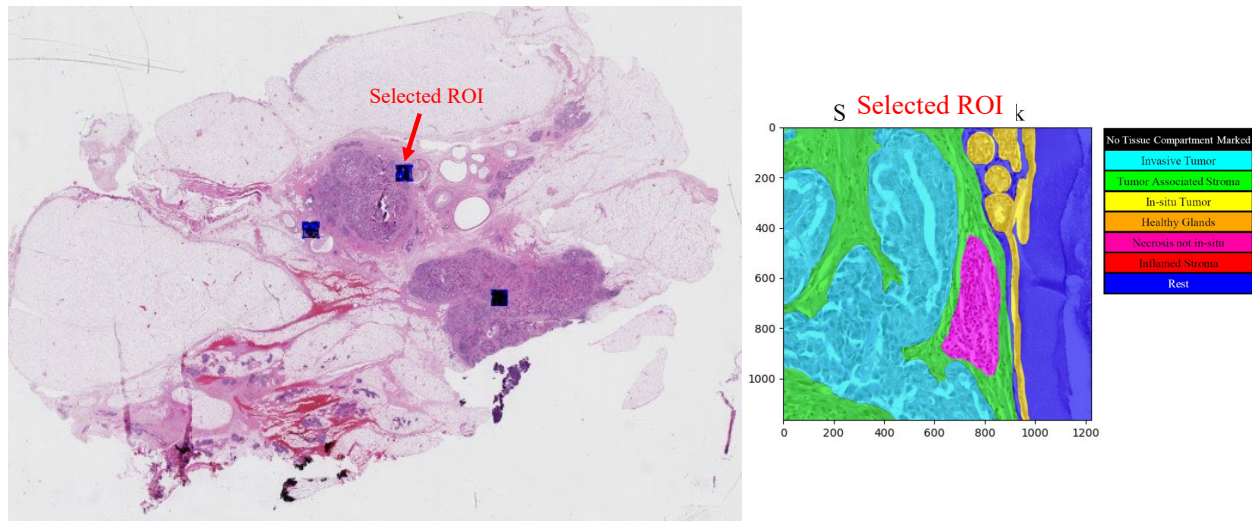 Selected ROI
S Selected ROI k
0
200
400
600
800
1000
0 200 400 600 800 1000 1200
No Tissue Compartment Marked
Invasive Tumor
Tumor Associated Stroma
In-situ Tumor
Healthy Glands
Necrosis not in-situ
Inflamed Stroma
Rest